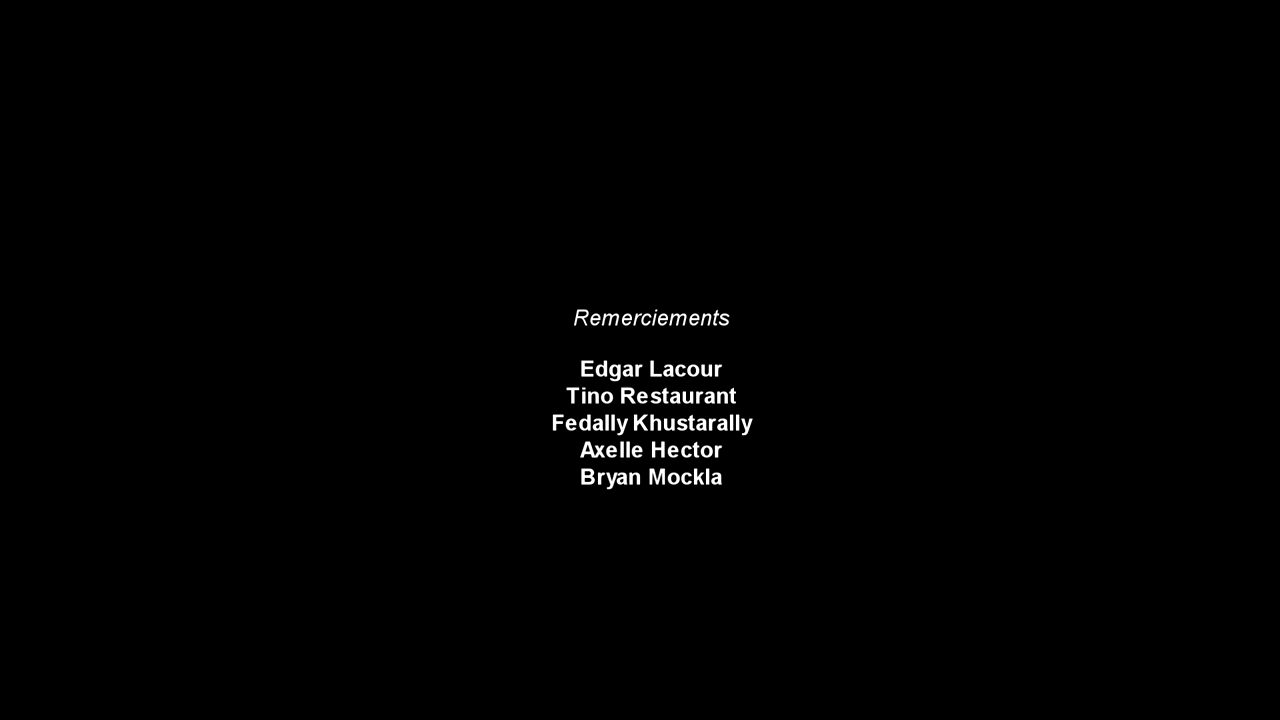 Remerciements
Edgar Lacour
Tino Restaurant
Fedally Khustarally
Axelle Hector
Bryan Mockla